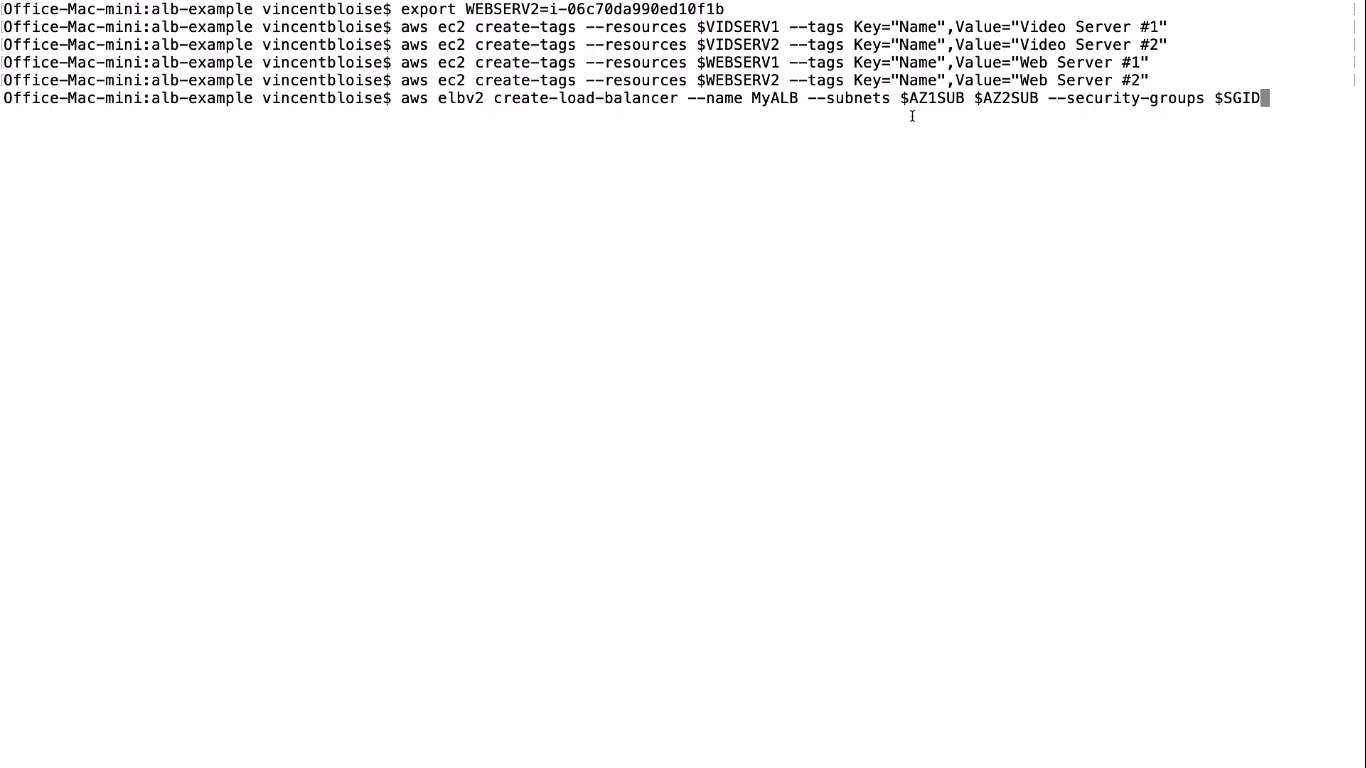 Office-Mac-mini:alb-example vincentbloise$ export WEBSERV2=i-06c70da990ed10f1b
Office-Mac-mini:alb-example vincentbloise$ aws ec2 create-tags --resources $VIDSERV1 --tags Key="Name",Value="Video Server #1"
Office-Mac-mini:alb-example vincentbloise$ aws ec2 create-tags --resources $VIDSERV2 --tags Key="Name",Value="Video Server #2"
Office-Mac-mini:alb-example vincentbloise$ aws ec2 create-tags --resources $WEBSERV1 --tags Key="Name",Value="Web Server #1"
Office-Mac-mini:alb-example vincentbloise$ aws ec2 create-tags --resources $WEBSERV2 --tags Key="Name",Value="Web Server #2"
Office-Mac-mini:alb-example vincentbloise$ aws elbv2 create-load-balancer --name MyALB --subnets $AZ1SUB $AZ2SUB --security-groups $SGID